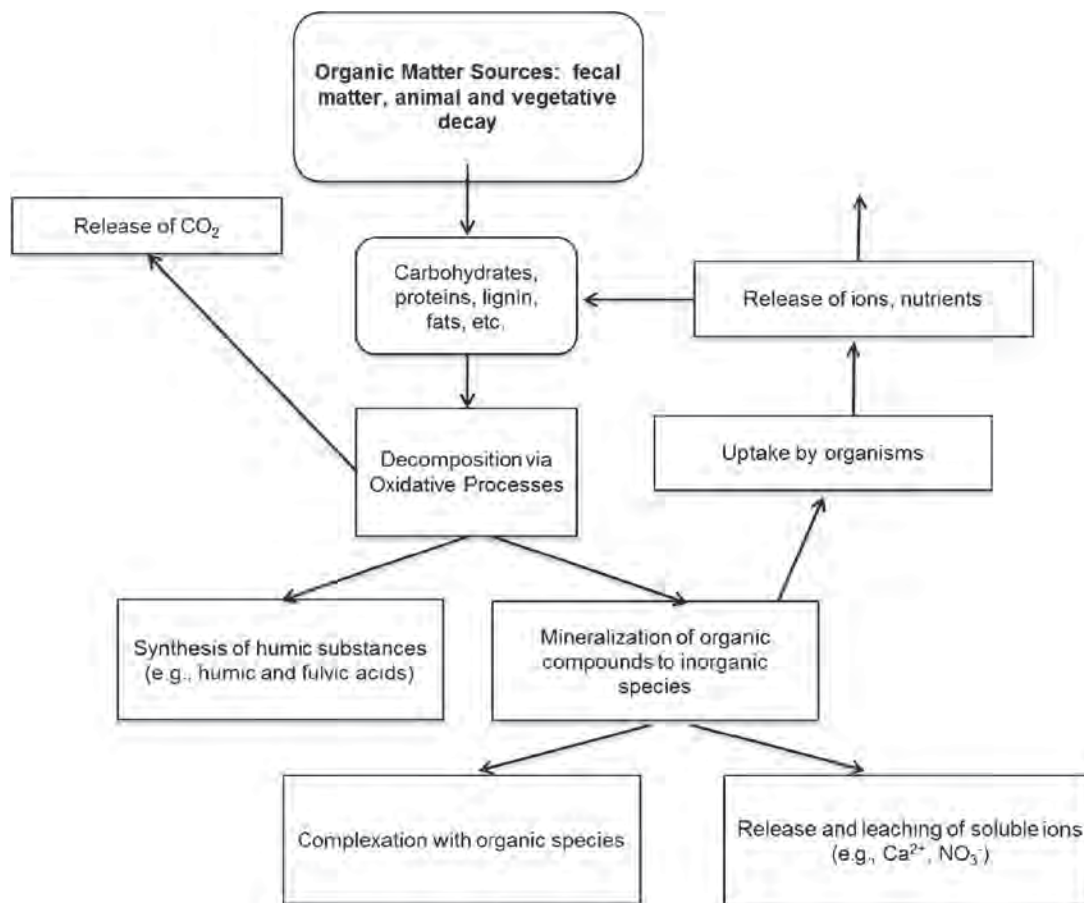 Organic Matter Sources: fecal
matter, animal and vegetative
decay
Release of CO₂
Carbohydrates,
proteins, lignin,
fats, etc.
Release of ions, nutrients
Decomposition via
Oxidative Processes
Uptake by organisms
Synthesis of humic substances
(e.g., humic and fulvic acids)
Mineralization of organic
compounds to inorganic
species
Complexation with organic species
Release and leaching of soluble ions
(e.g., Ca²⁺, NO₃⁻)